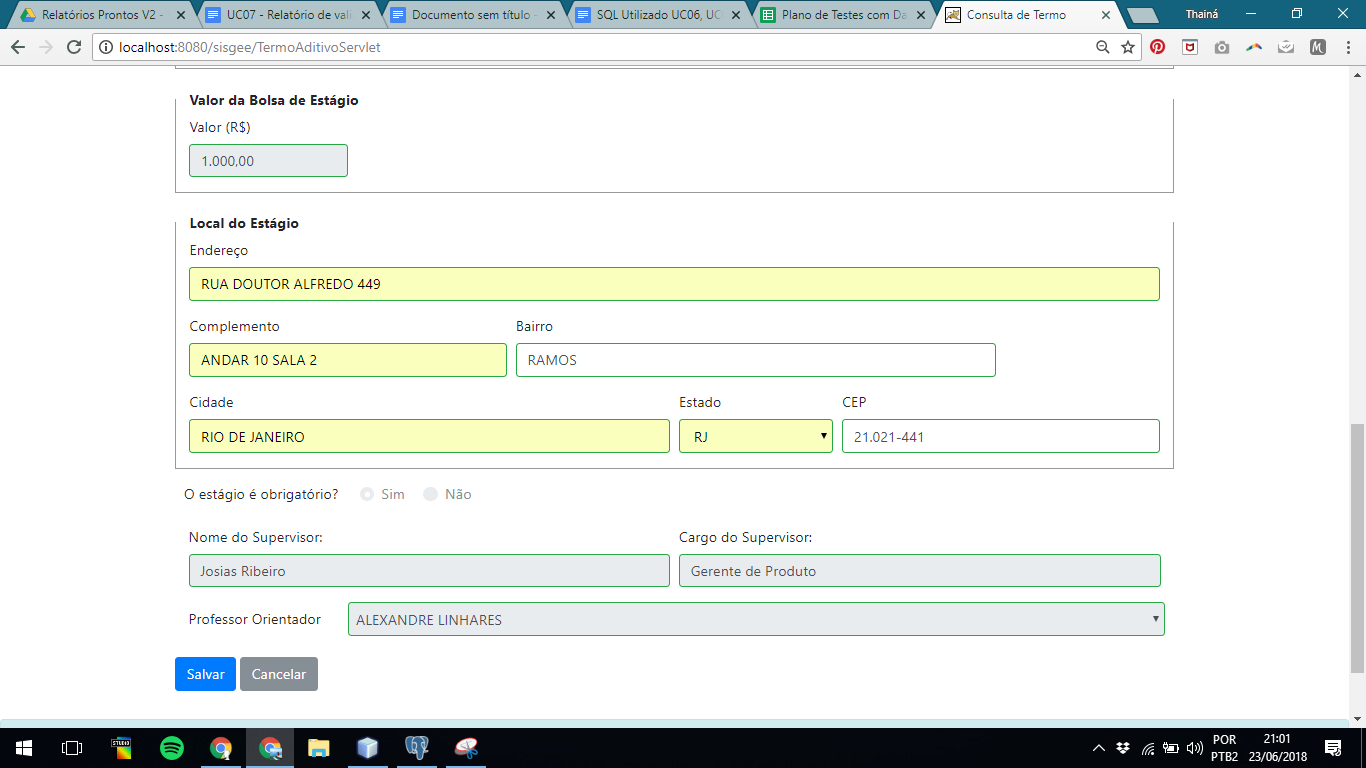 Relatórios Prontos V2 -
UC07 - Relatório de vali
Documento sem título -
SQL Utilizado UC06, UC
Plano de Testes com Da
Consulta de Termo
Thainá
localhost:8080/sisgee/TermoAditivoServlet
Valor da Bolsa de Estágio
Valor (R$)
1.000,00
Local do Estágio
Endereço
RUA DOUTOR ALFREDO 449
Complemento Bairro
ANDAR 10 SALA 2 RAMOS
Cidade Estado CEP
RIO DE JANEIRO RJ 21.021-441
O estágio é obrigatório? Sim Não
Nome do Supervisor: Cargo do Supervisor:
Josias Ribeiro Gerente de Produto
Professor Orientador ALEXANDRE LINHARES
Salvar Cancelar
STUDIO
POR
PTB2
21:01
23/06/2018